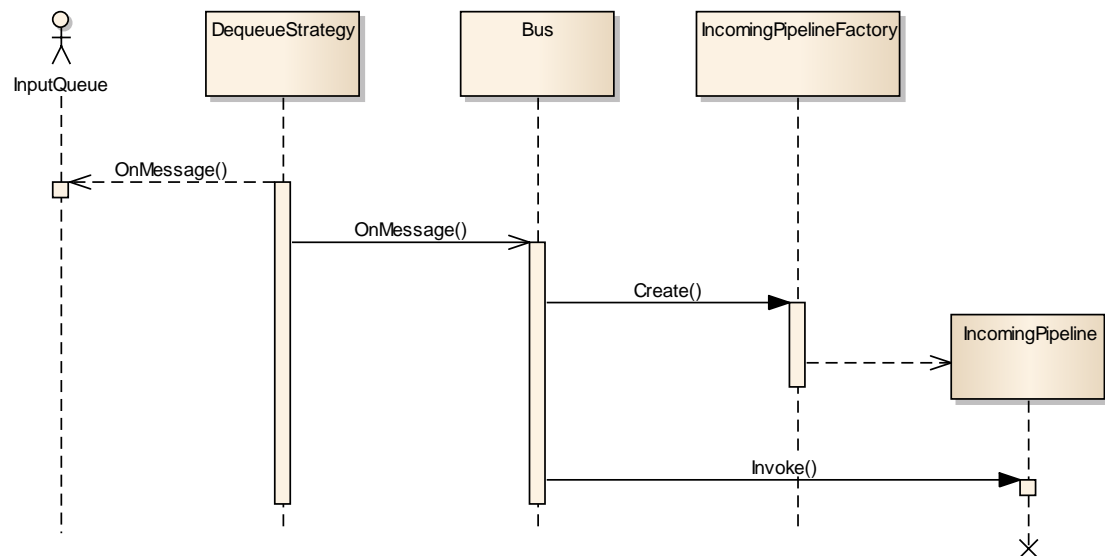 InputQueue
DequeueStrategy
Bus
IncomingPipelineFactory
OnMessage()
OnMessage()
Create()
IncomingPipeline
Invoke()